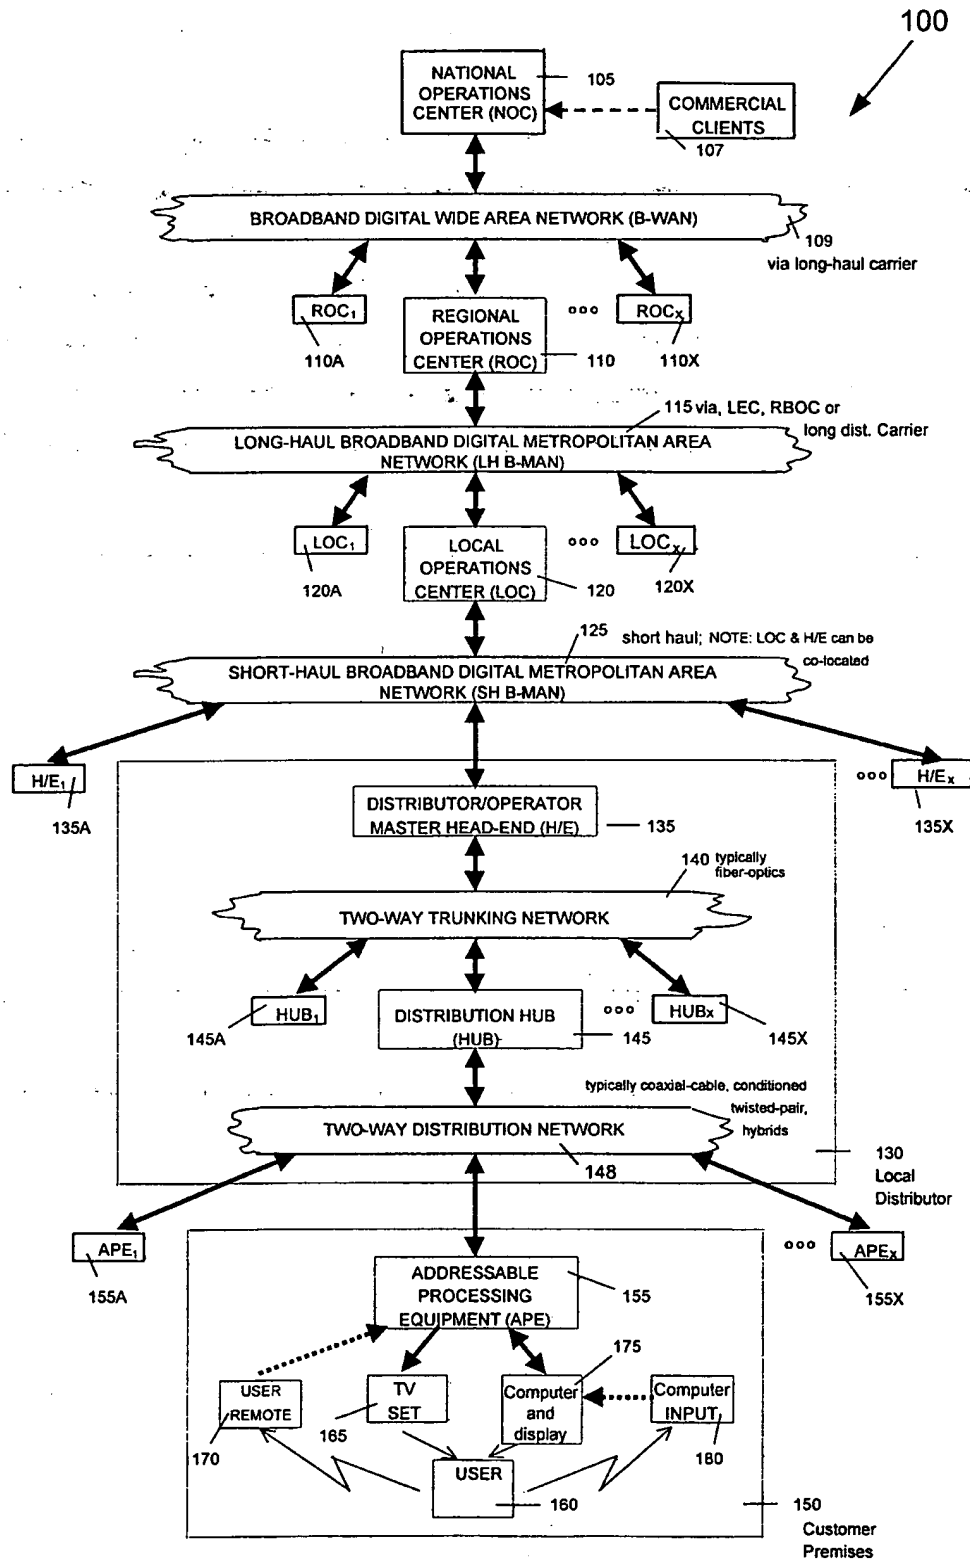 100
NATIONAL
OPERATIONS
CENTER (NOC)
105
COMMERCIAL
CLIENTS
107
BROADBAND DIGITAL WIDE AREA NETWORK (B-WAN)
109
via long-haul carrier
ROC1
110A
REGIONAL
OPERATIONS
CENTER (ROC)
110
ooo
ROCX
110X
115 via, LEC, RBOC or
long dist. Carrier
LONG-HAUL BROADBAND DIGITAL METROPOLITAN AREA
NETWORK (LH B-MAN)
LOC1
120A
LOCAL
OPERATIONS
CENTER (LOC)
120
ooo
LOCX
120X
125
short haul; NOTE: LOC & H/E can be
co-located
SHORT-HAUL BROADBAND DIGITAL METROPOLITAN AREA
NETWORK (SH B-MAN)
H/E1
135A
DISTRIBUTOR/OPERATOR
MASTER HEAD-END (H/E)
135
ooo
H/EX
135X
140 typically
fiber-optics
TWO-WAY TRUNKING NETWORK
HUB1
145A
DISTRIBUTION HUB
(HUB)
145
ooo
HUBX
145X
typically coaxial-cable, conditioned
twisted-pair,
hybrids
TWO-WAY DISTRIBUTION NETWORK
148
130
Local
Distributor
APE1
155A
ADDRESSABLE
PROCESSING
EQUIPMENT (APE)
155
ooo
APEX
155X
175
USER
REMOTE
170
TV
SET
165
Computer
and
display
Computer
INPUT
180
USER
160
150
Customer
Premises